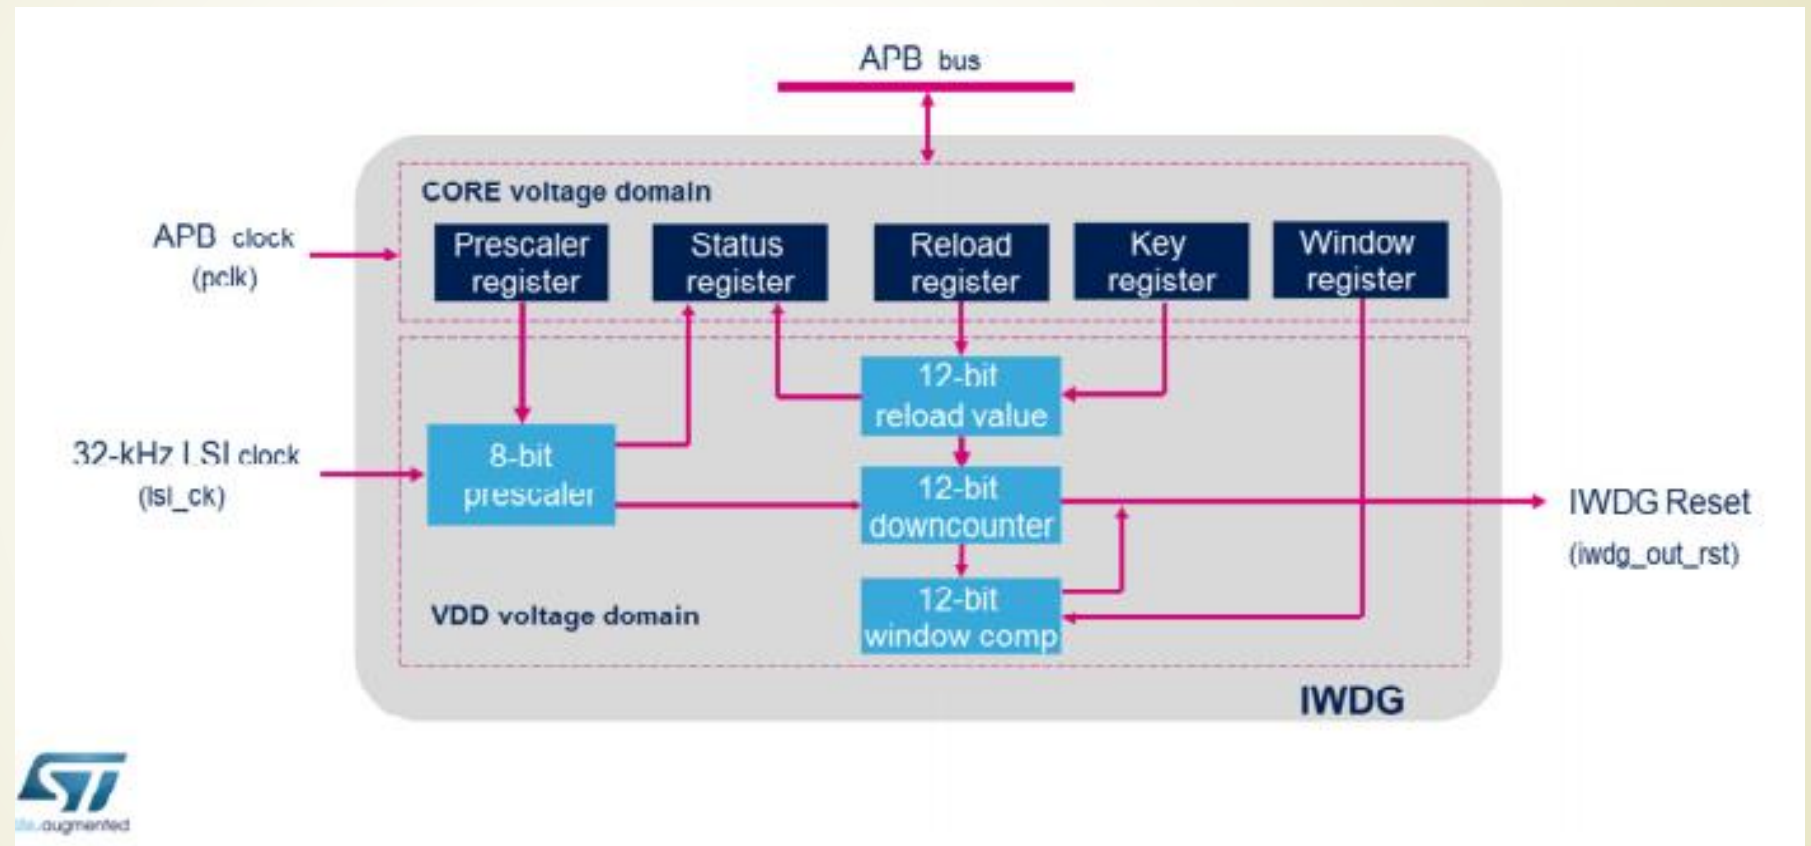 APB bus
CORE voltage domain
APB clock
(pclk)
Prescaler
register
Status
register
Reload
register
Key
register
Window
register
12-bit
reload value
32-kHz LSI clock
(lsi_ck)
8-bit
prescaler
12-bit
downcounter
IWDG Reset
(iwdg_out_rst)
12-bit
window comp
VDD voltage domain
IWDG
ST
life.augmented